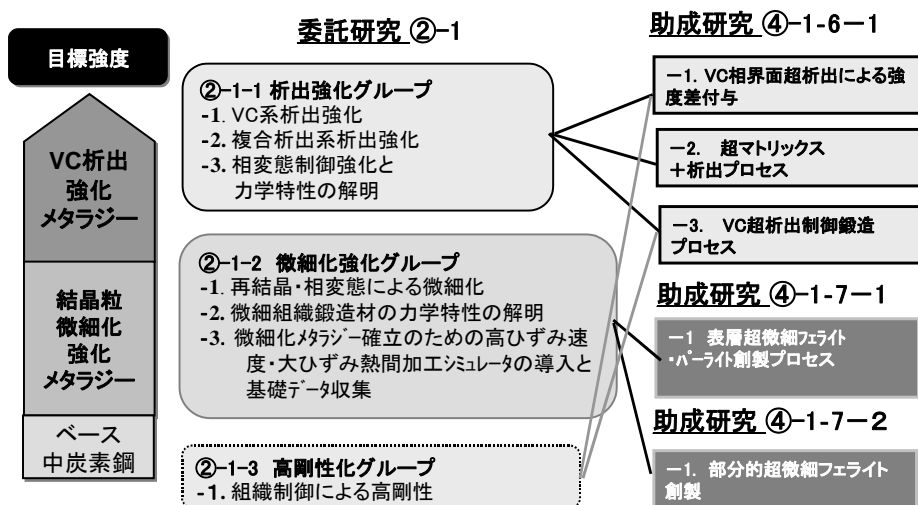 目標強度
VC析出
強化
メタラジー
結晶粒
微細化
強化
メタラジー
ベース
中炭素鋼
委託研究 ②-1
②-1-1 析出強化グループ
-1. VC系析出強化
-2. 複合析出系析出強化
-3. 相変態制御強化と
力学特性の解明
②-1-2 微細化強化グループ
-1. 再結晶・相変態による微細化
-2. 微細組織鍛造材の力学特性の解明
-3. 微細化ﾒﾀﾗｼﾞｰ確立のための高ひずみ速
度・大ひずみ熱間加工ｼﾐｭﾚｰﾀの導入と
基礎ﾃﾞｰﾀ収集
②-1-3 高剛性化グループ
-1. 組織制御による高剛性
助成研究 ④-1-6－1
－1. VC相界面超析出による強
度差付与
－2. 超マトリックス
＋析出プロセス
－3. VC超析出制御鍛造
プロセス
助成研究 ④-1-7－1
－1 表層超微細ﾌｪﾗｲﾄ
・ﾊﾟｰﾗｲﾄ創製プロセス
助成研究 ④-1-7－2
－1. 部分的超微細フェライト
創製